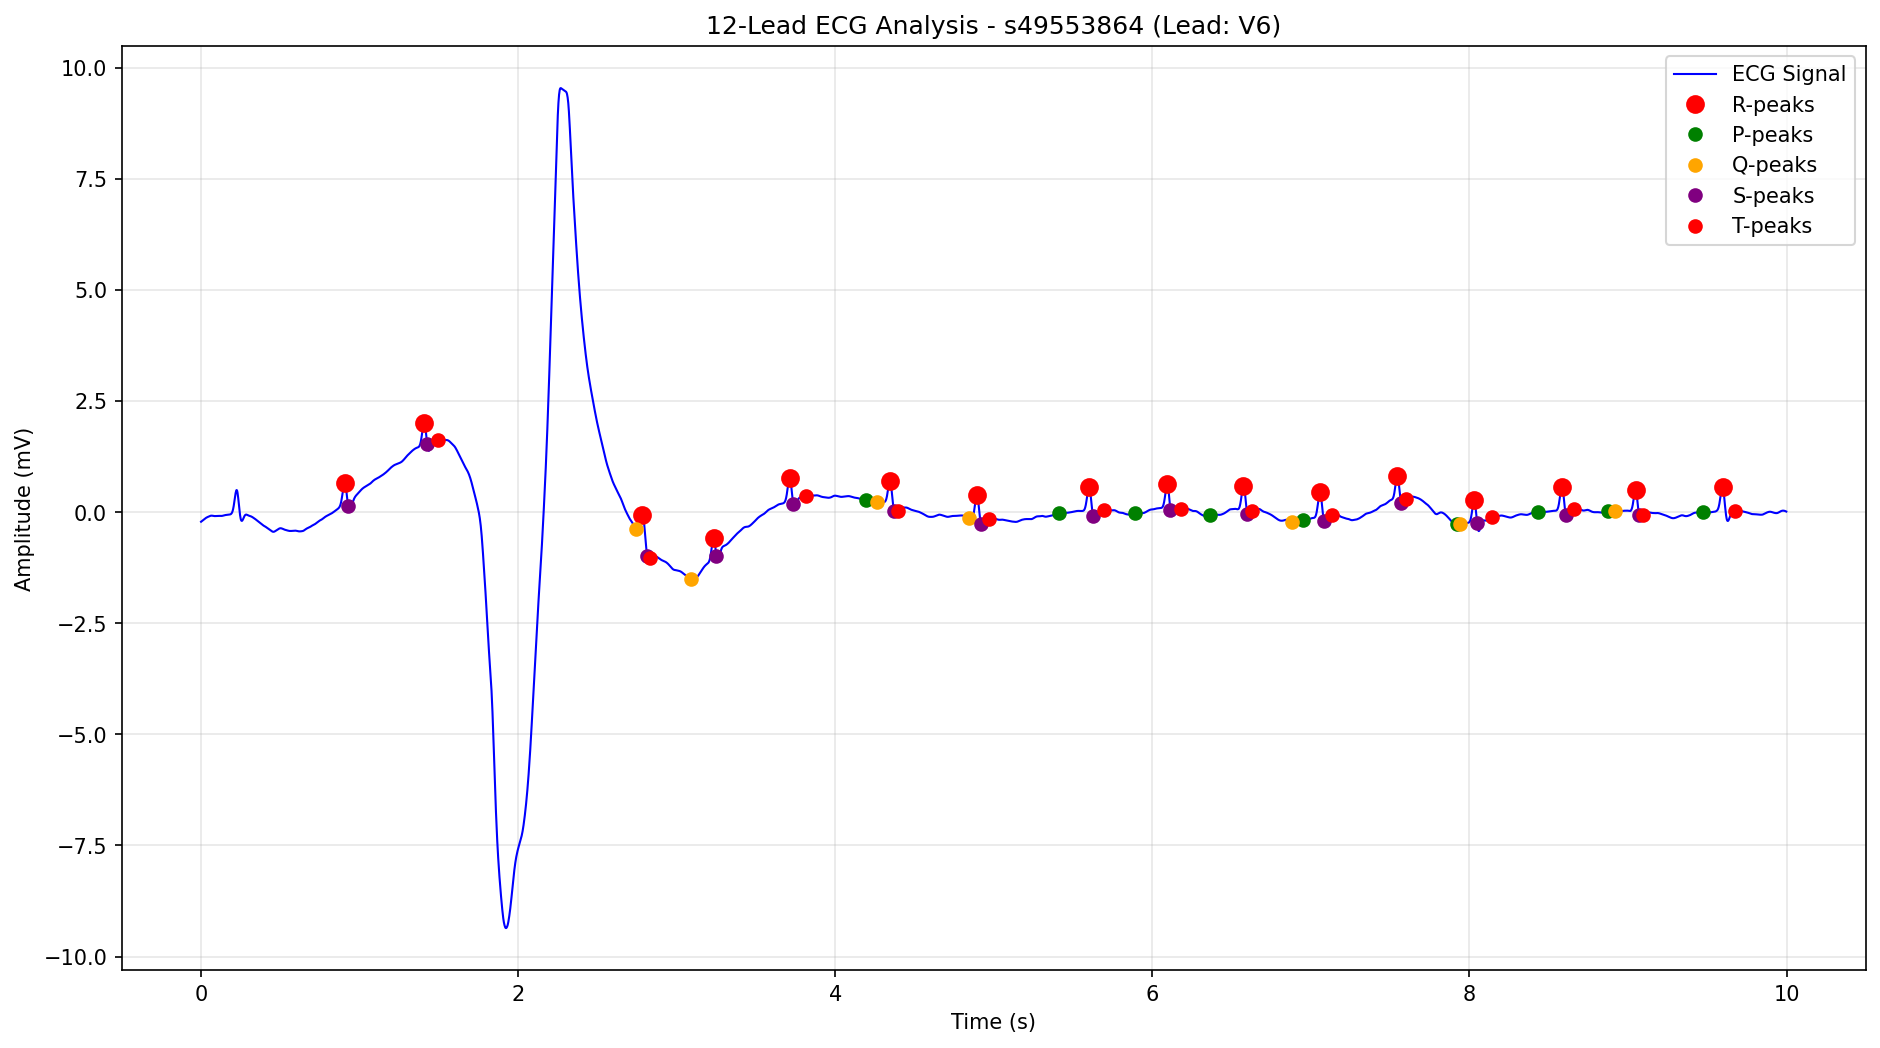 12-Lead ECG Analysis - s49553864 (Lead: V6)
ECG Signal
R-peaks
P-peaks
Q-peaks
S-peaks
T-peaks
10.0
7.5
5.0
2.5
0.0
−2.5
−5.0
−7.5
−10.0
Amplitude (mV)
0 2 4 6 8 10
Time (s)